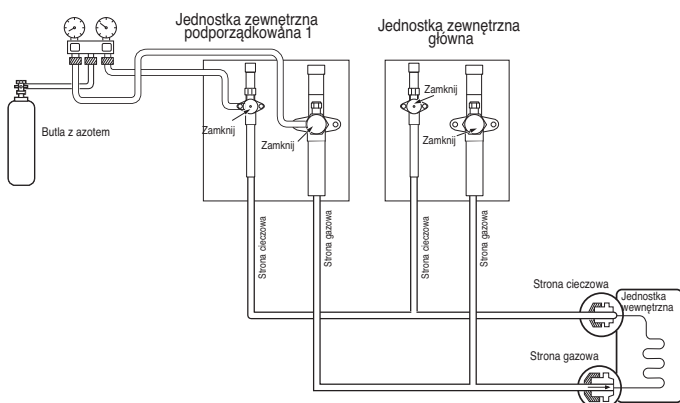 Jednostka zewnętrzna
podporządkowana 1
Jednostka zewnętrzna
główna
Butla z azotem
Zamknij
Zamknij
Zamknij
Zamknij
Strona cieczowa
Strona gazowa
Strona cieczowa
Strona gazowa
Strona cieczowa
Jednostka
wewnętrzna
Strona gazowa